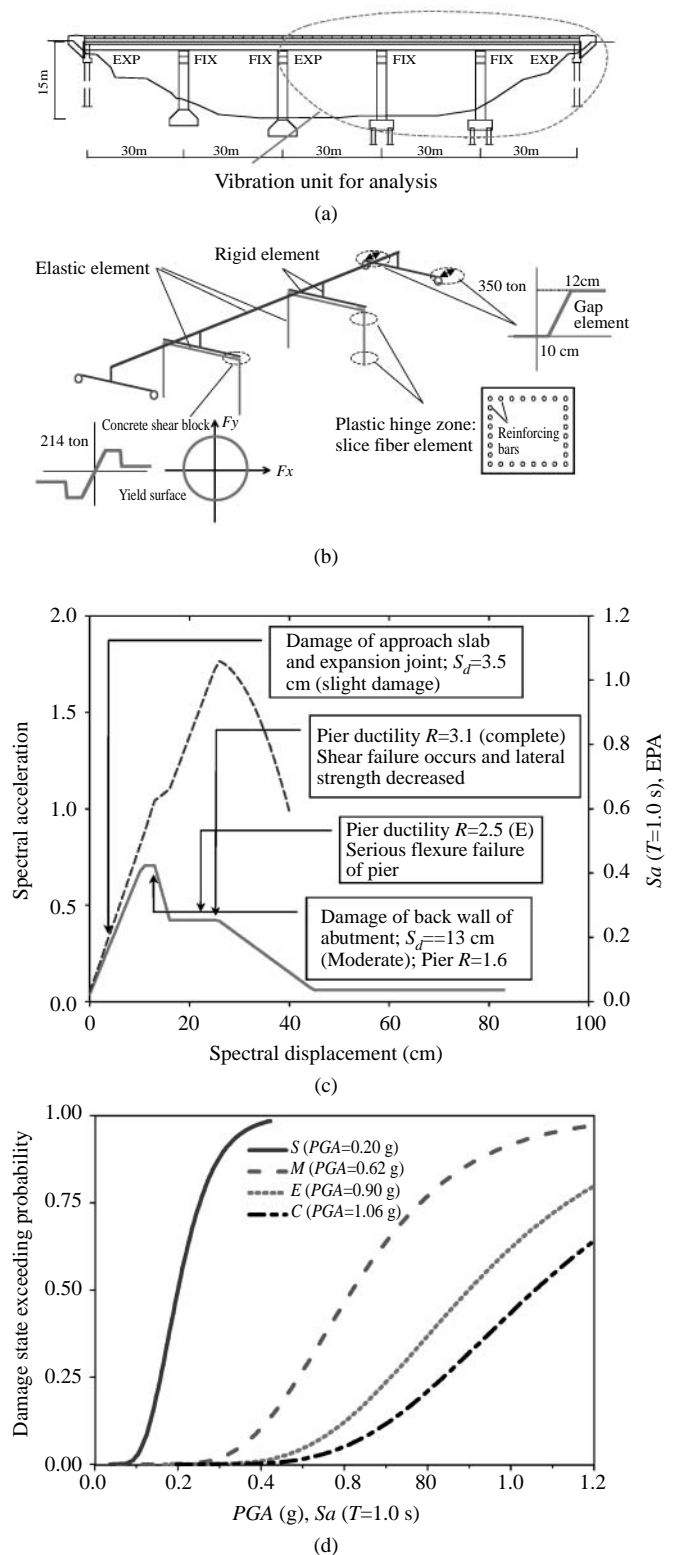 EXP FIX FIX EXP FIX FIX EXP
15m
30m 30m 30m 30m 30m
Vibration unit for analysis
(a)
Elastic element
Rigid element
350 ton
12cm
Gap
element
10 cm
Concrete shear block
Fy
Fx
214 ton
Yield surface
Plastic hinge zone:
slice fiber element
Reinforcing
bars
(b)
2.0
1.5
1.0
0.5
0.0
Spectral acceleration
1.2
1.0
0.8
0.6
0.4
0.2
0.0
Sa (T=1.0 s), EPA
Damage of approach slab
and expansion joint; Sd=3.5
cm (slight damage)
Pier ductility R=3.1 (complete)
Shear failure occurs and lateral
strength decreased
Pier ductility R=2.5 (E)
Serious flexure failure
of pier
Damage of back wall of
abutment; Sd==13 cm
(Moderate); Pier R=1.6
0 20 40 60 80 100
Spectral displacement (cm)
(c)
1.00
0.75
0.50
0.25
0.00
Damage state exceeding probability
S (PGA=0.20 g)
M (PGA=0.62 g)
E (PGA=0.90 g)
C (PGA=1.06 g)
0.0 0.2 0.4 0.8 80 1.0 1.2
PGA (g), Sa (T=1.0 s)
(d)